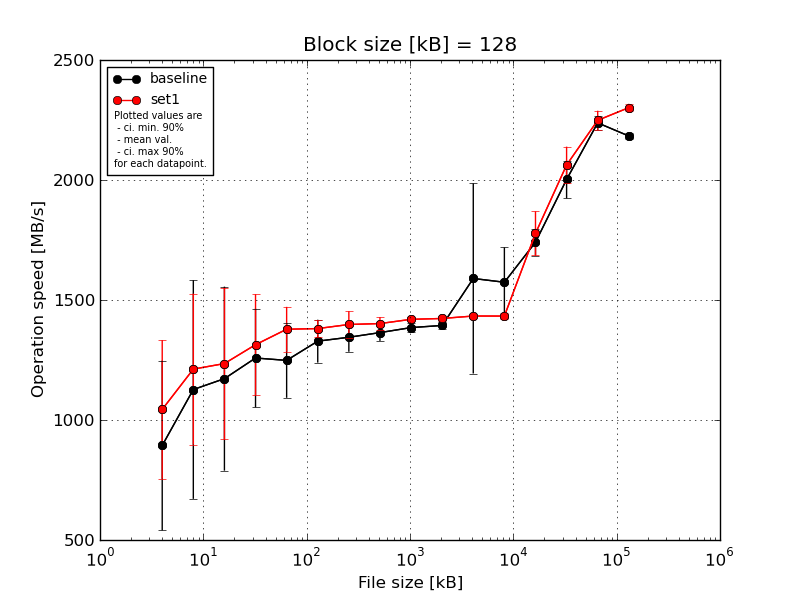 Block size [kB] = 128
2500
2000
1500
1000
500
Operation speed [MB/s]
baseline
set1
Plotted values are
- ci. min. 90%
- mean val.
- ci. max 90%
for each datapoint.
10^0 10^1 10^2 10^3 10^4 10^5 10^6
File size [kB]